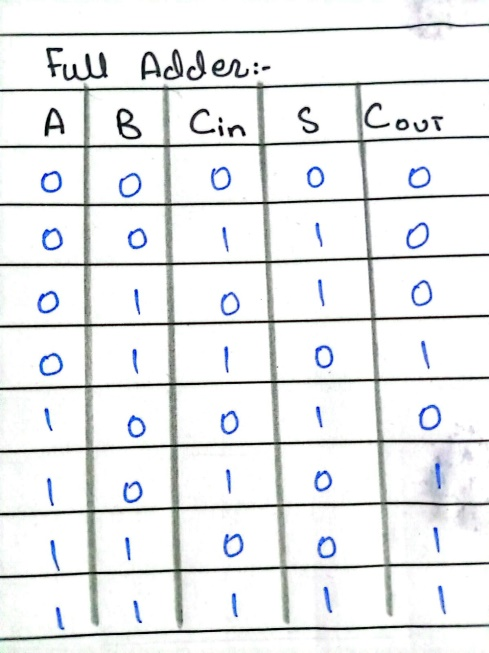 Full Adder:-
A B Cin S Cout
0 0 0 0 0
0 0 1 1 0
0 1 0 1 0
0 1 1 0 1
1 0 0 1 0
1 0 1 0 1
1 1 0 0 1
1 1 1 1 1